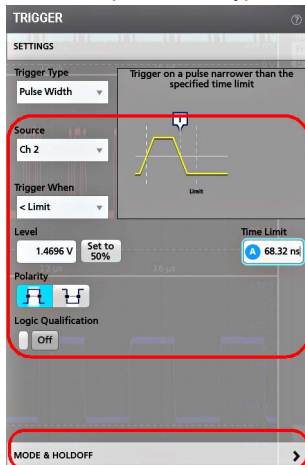 TRIGGER
SETTINGS
Trigger Type
Pulse Width
Trigger on a pulse narrower than the
specified time limit
Source
Ch 2
T
Limit
Trigger When
< Limit
Level
Time Limit
1.4696 V
Set to
50%
A 68.32 ns
Polarity
16 µs
Logic Qualification
Off
MODE & HOLDOFF